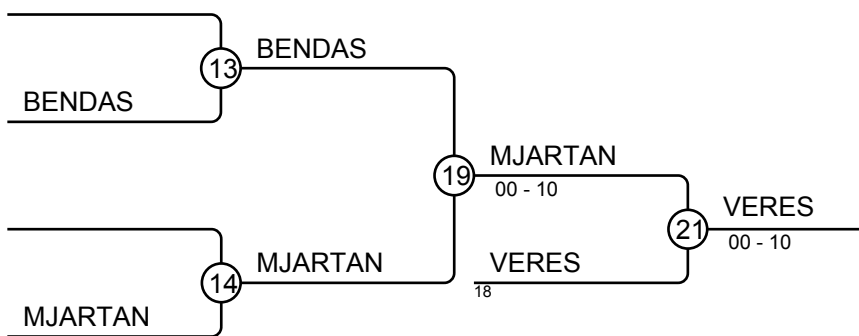 BENDAS
13
BENDAS
MJARTAN
19
00 - 10
VERES
21
00 - 10
MJARTAN
VERES
14
18
MJARTAN